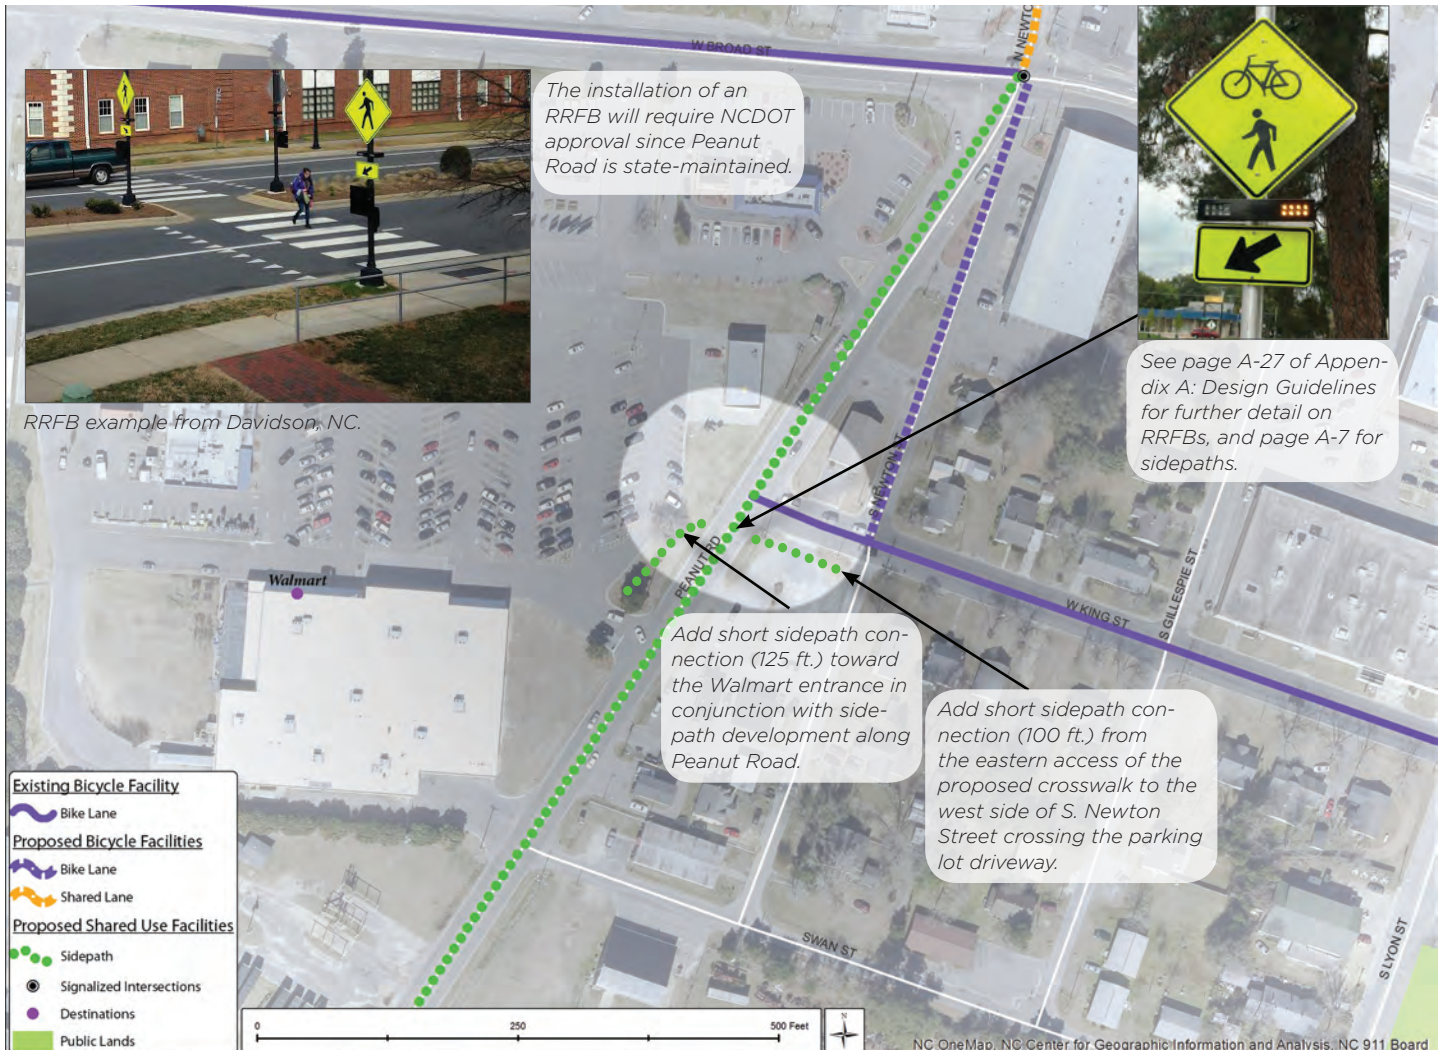 W BROAD ST
N NEWTO
The installation of an
RRFB will require NCDOT
approval since Peanut
Road is state-maintained.
RRFB example from Davidson, NC.
See page A-27 of Appen-
dix A: Design Guidelines
for further detail on
RRFBs, and page A-7 for
sidepaths.
S NEWTON T
PEANUT RD
Walmart
W KING ST
S GILLESPIE ST
Add short sidepath con-
nection (125 ft.) toward
the Walmart entrance in
conjunction with side-
path development along
Peanut Road.
Add short sidepath con-
nection (100 ft.) from
the eastern access of the
proposed crosswalk to the
west side of S. Newton
Street crossing the parking
lot driveway.
SWAN ST
S LYON ST
Existing Bicycle Facility
Bike Lane
Proposed Bicycle Facilities
Bike Lane
Shared Lane
Proposed Shared Use Facilities
Sidepath
Signalized Intersections
Destinations
Public Lands
0 250 500 Feet
N
NC OneMap, NC Center for Geographic Information and Analysis, NC 911 Board